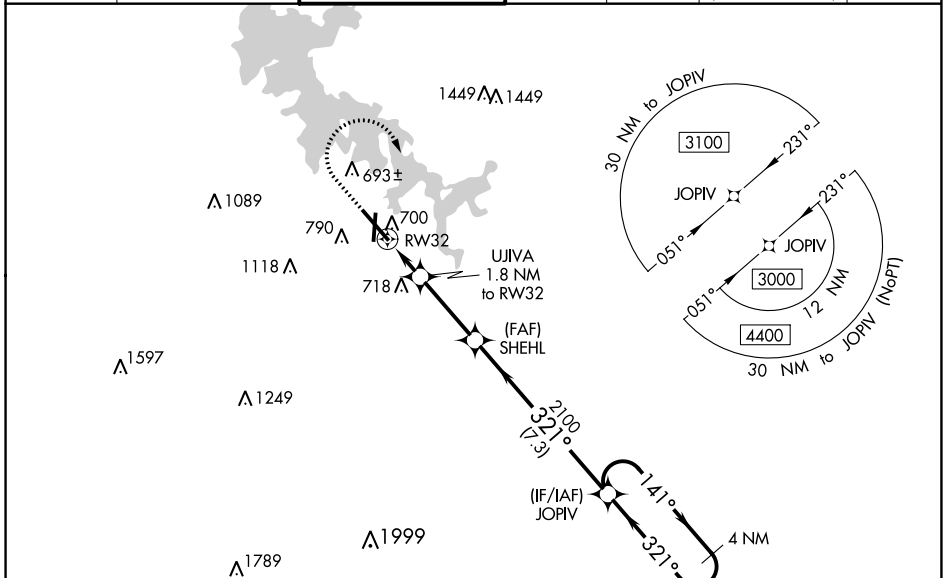 1449 1449
30 NM to JOPIV
3100
231°
JOPIV
051°
693±
1089
790
700
RW32
1118
718
UJIVA
1.8 NM
to RW32
231°
JOPIV
3000
051°
12 NM
4400
30 NM to JOPIV (NoPT)
(FAF)
SHEHL
1597
1249
2100
321°
(7.3)
(IF/IAF)
JOPIV
141°
4 NM
321°
1999
1789